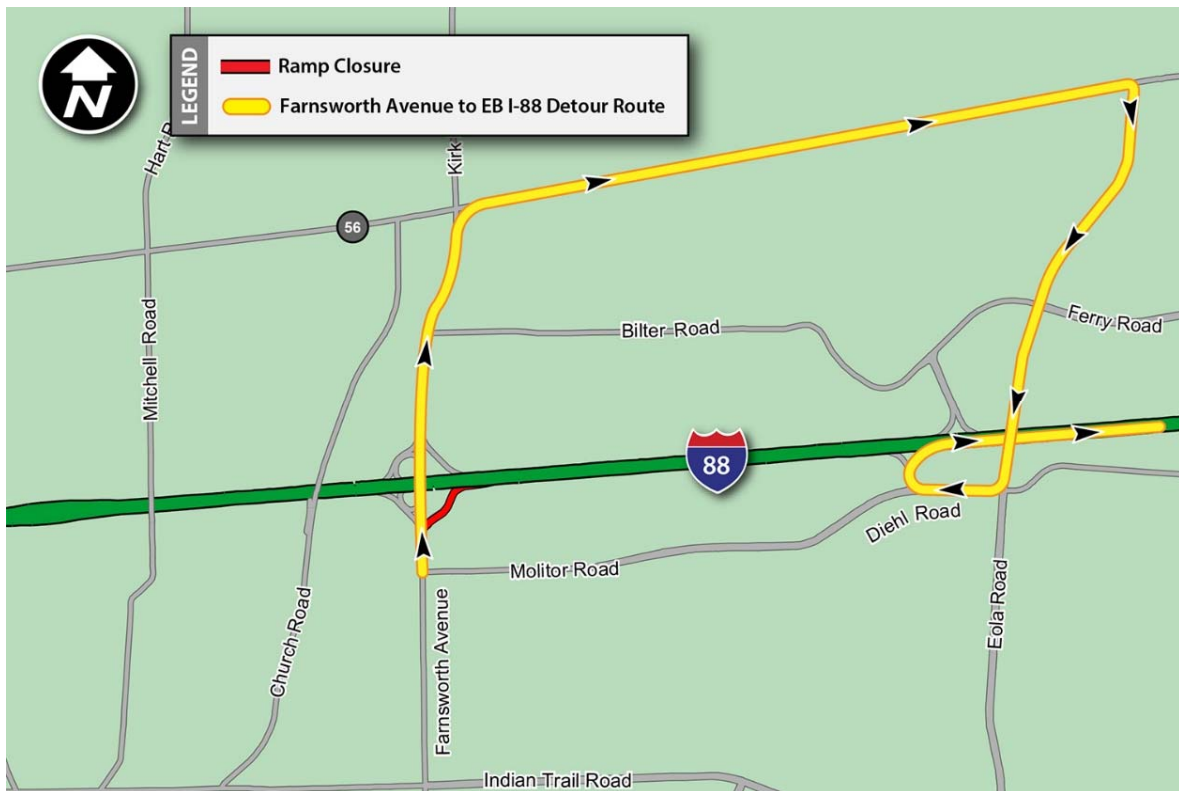 N
LEGEND
Ramp Closure
Farnsworth Avenue to EB I-88 Detour Route
Hart R
Kirk
56
Mitchell Road
Bilter Road
Ferry Road
88
Church Road
Farnsworth Avenue
Molitor Road
Diehl Road
Eola Road
Indian Trail Road